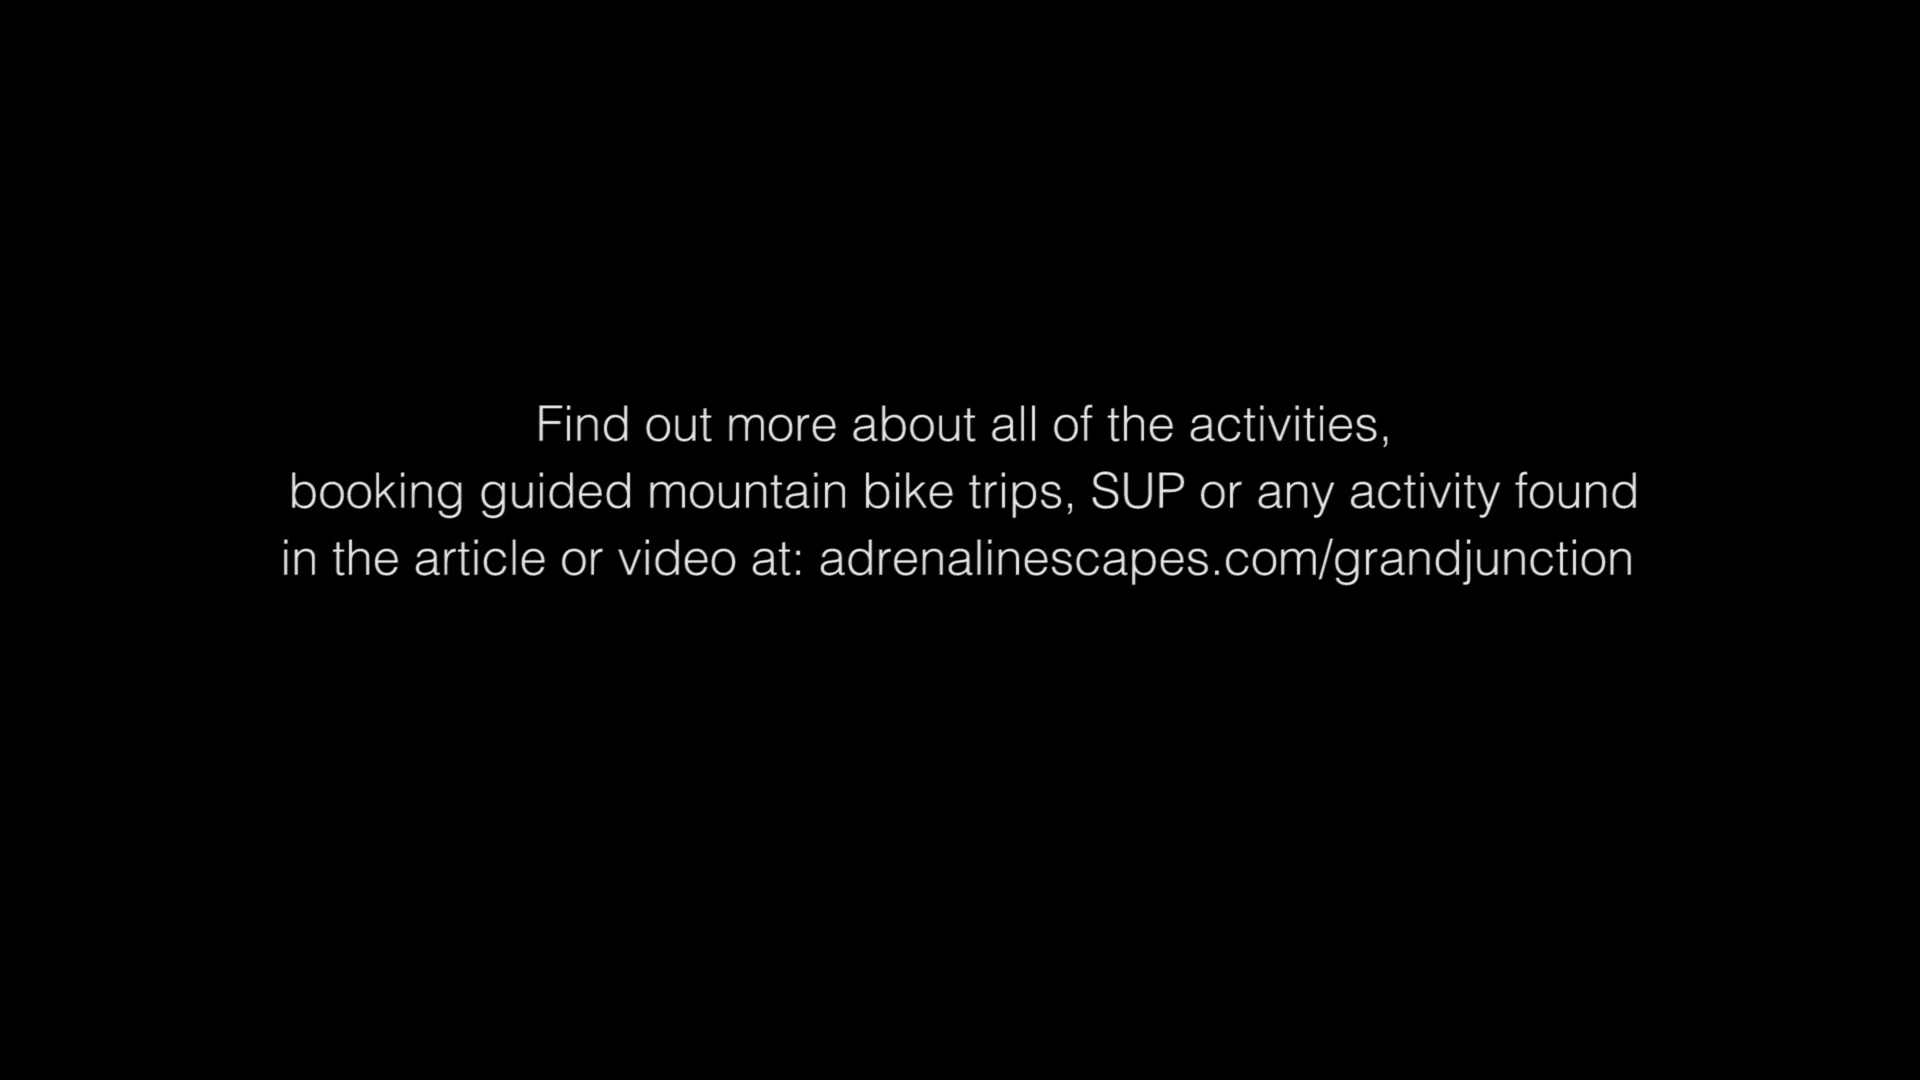 Find out more about all of the activities,
booking guided mountain bike trips, SUP or any activity found
in the article or video at: adrenalinescapes.com/grandjunction